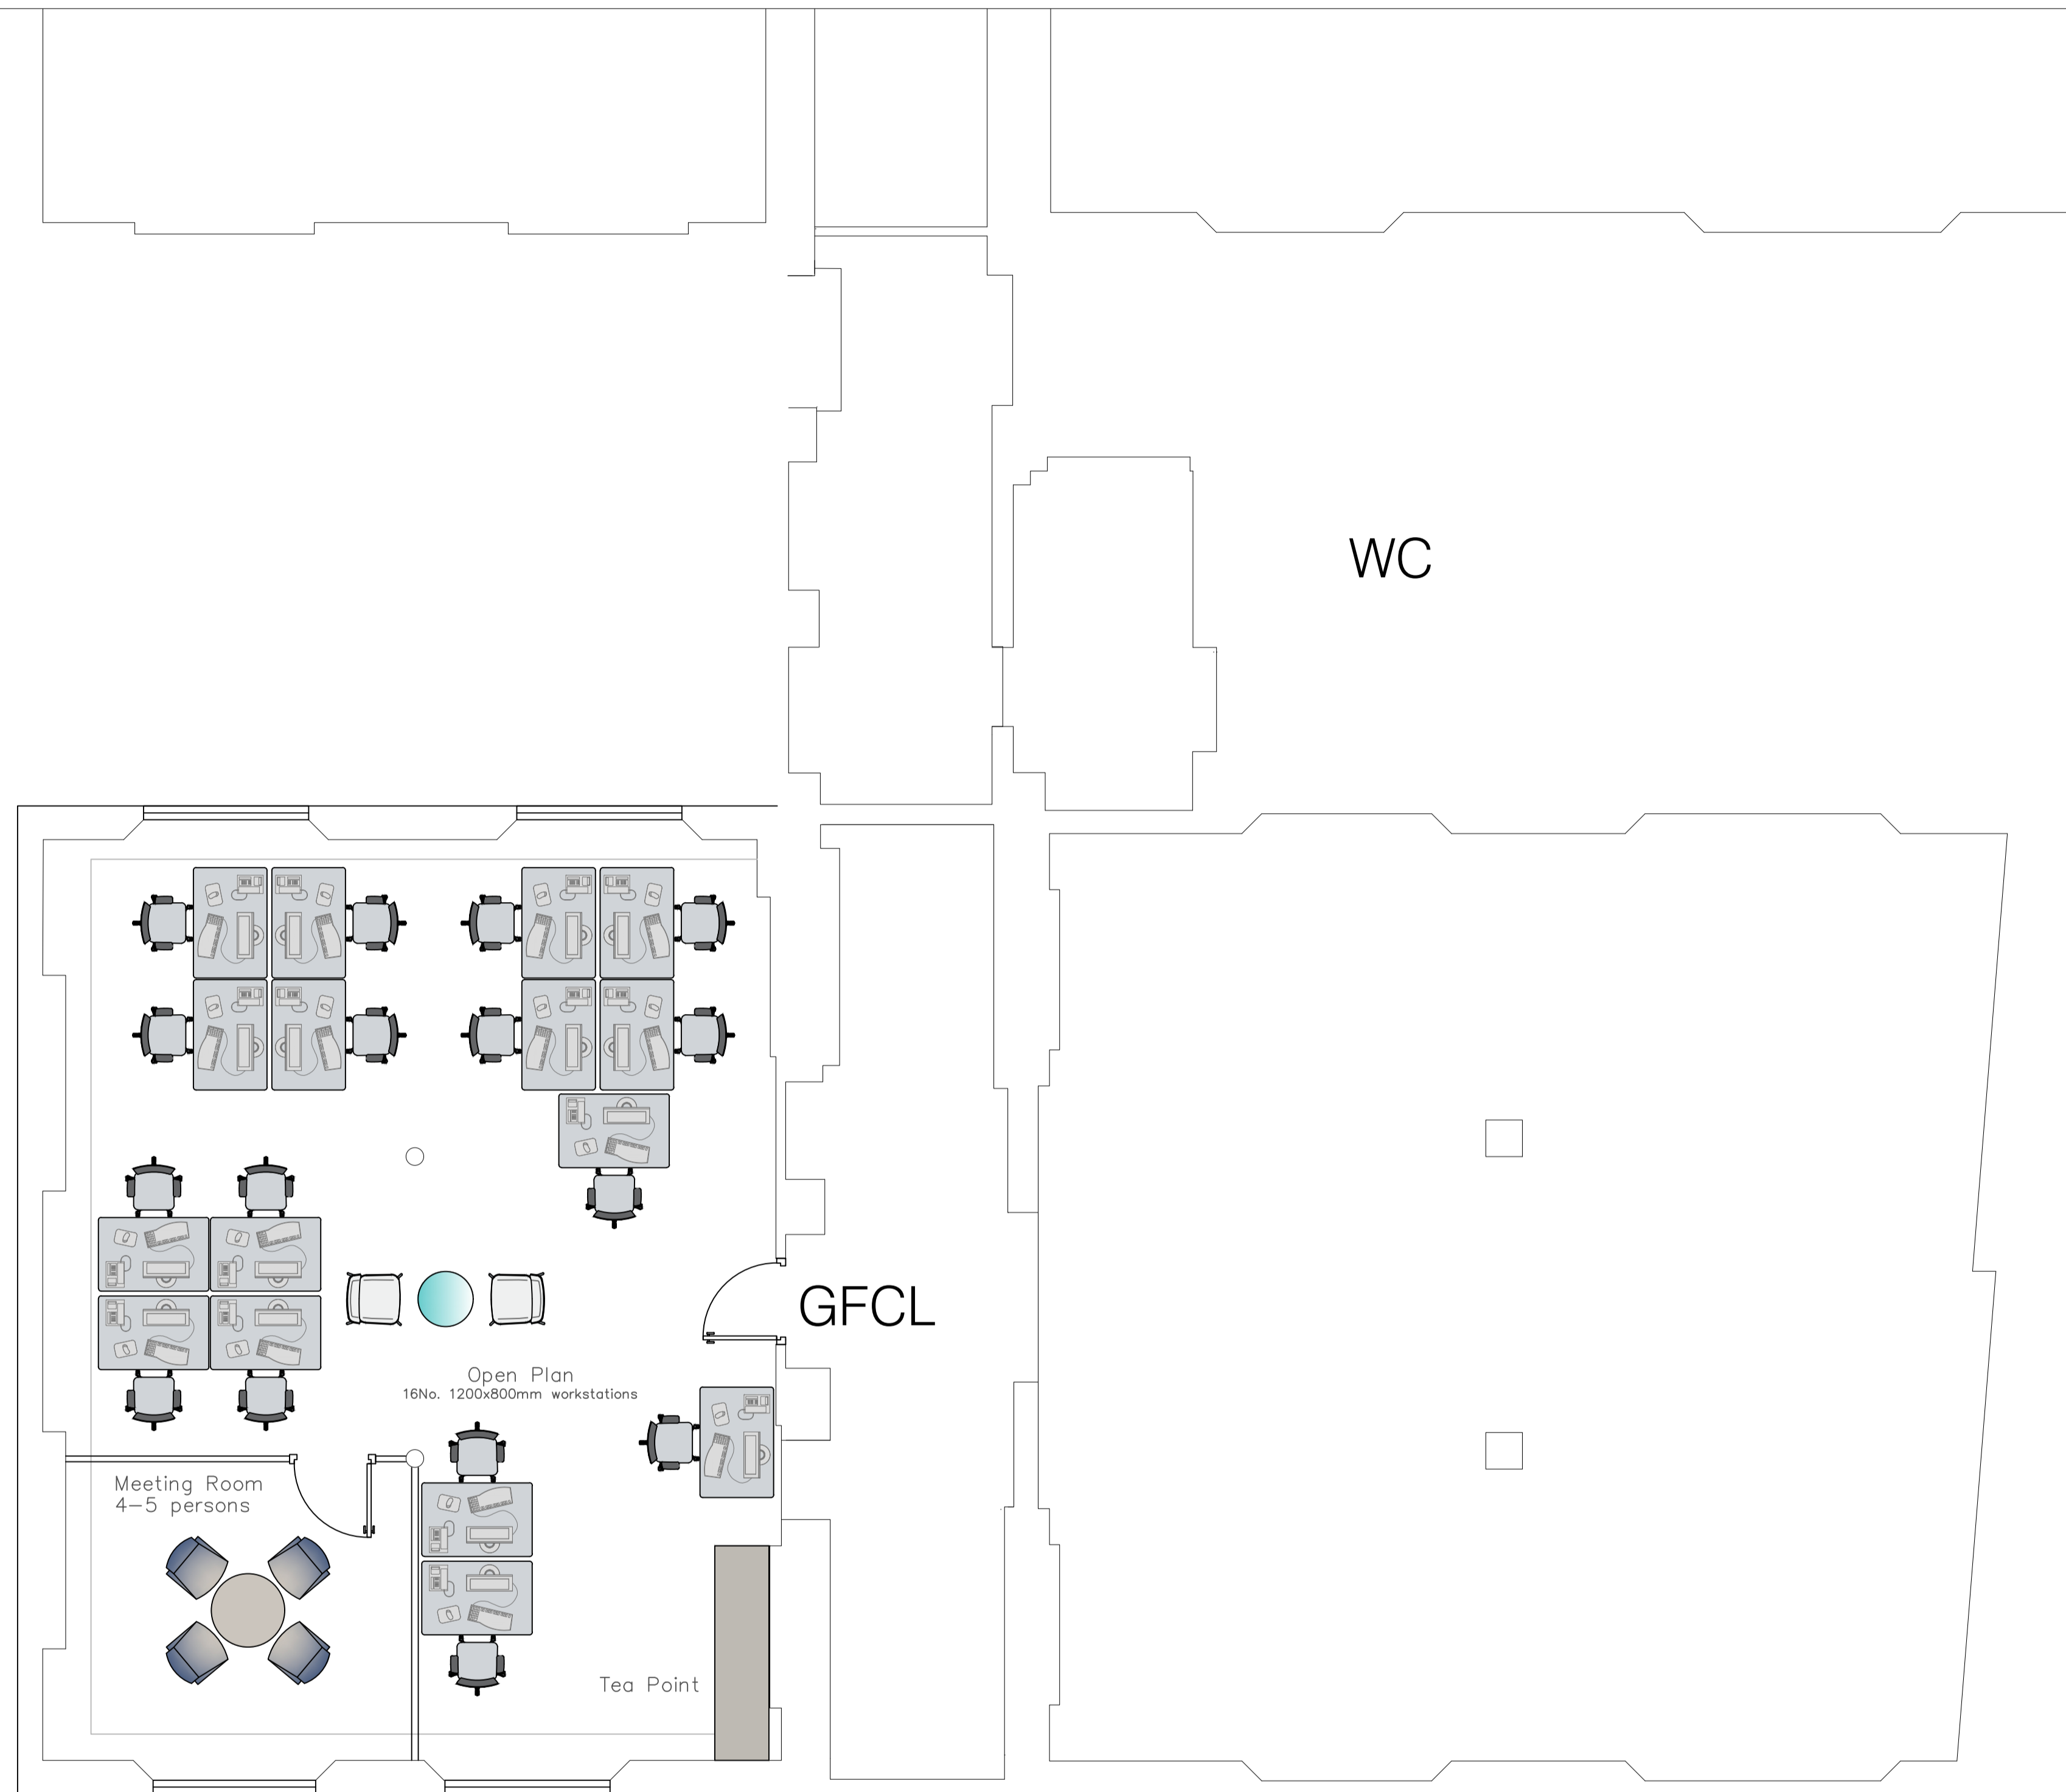 WC
GFCL
Open Plan
16No. 1200x800mm workstations
Meeting Room
4-5 persons
Tea Point